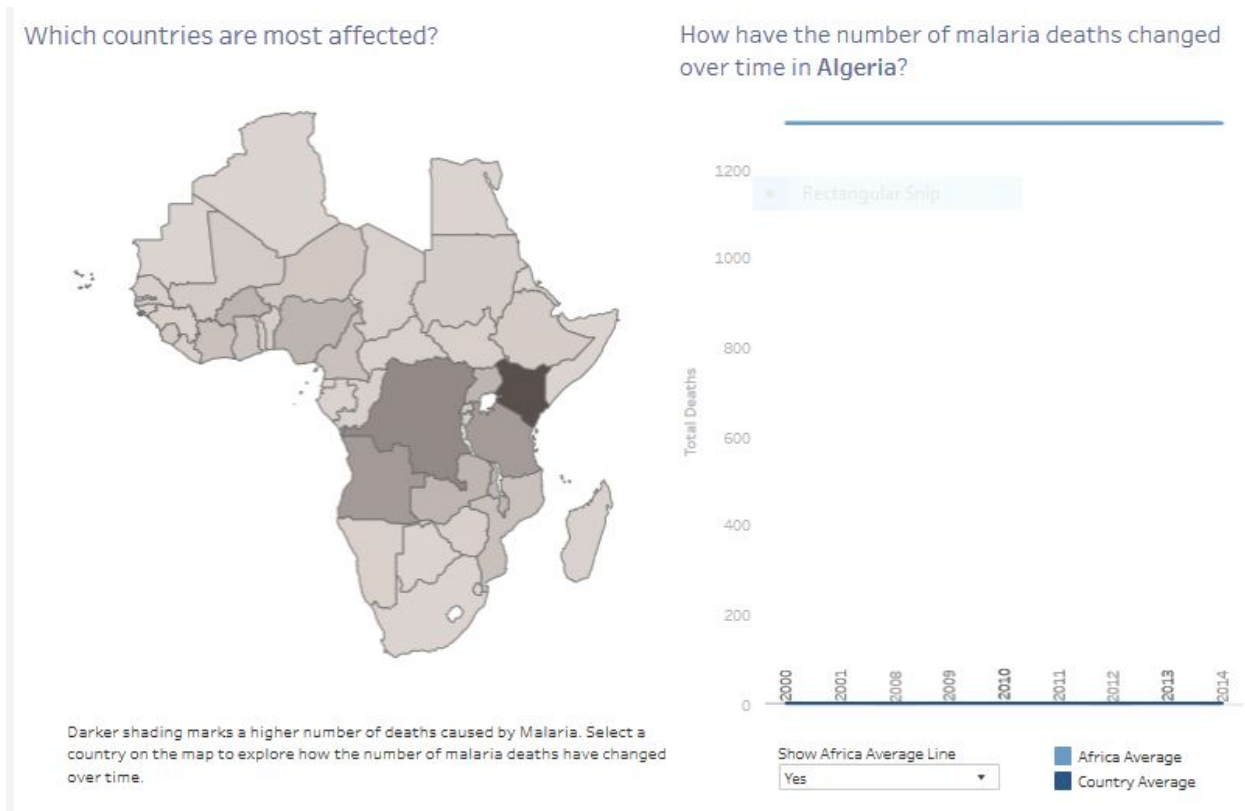 Which countries are most affected?
How have the number of malaria deaths changed
over time in Algeria?
1200
Rectangular Snip
1000
800
600
400
200
0
Total Deaths
2000
2001
2008
2009
2010
2011
2012
2013
2014
Darker shading marks a higher number of deaths caused by Malaria. Select a
country on the map to explore how the number of malaria deaths have changed
over time.
Show Africa Average Line
Yes
Africa Average
Country Average